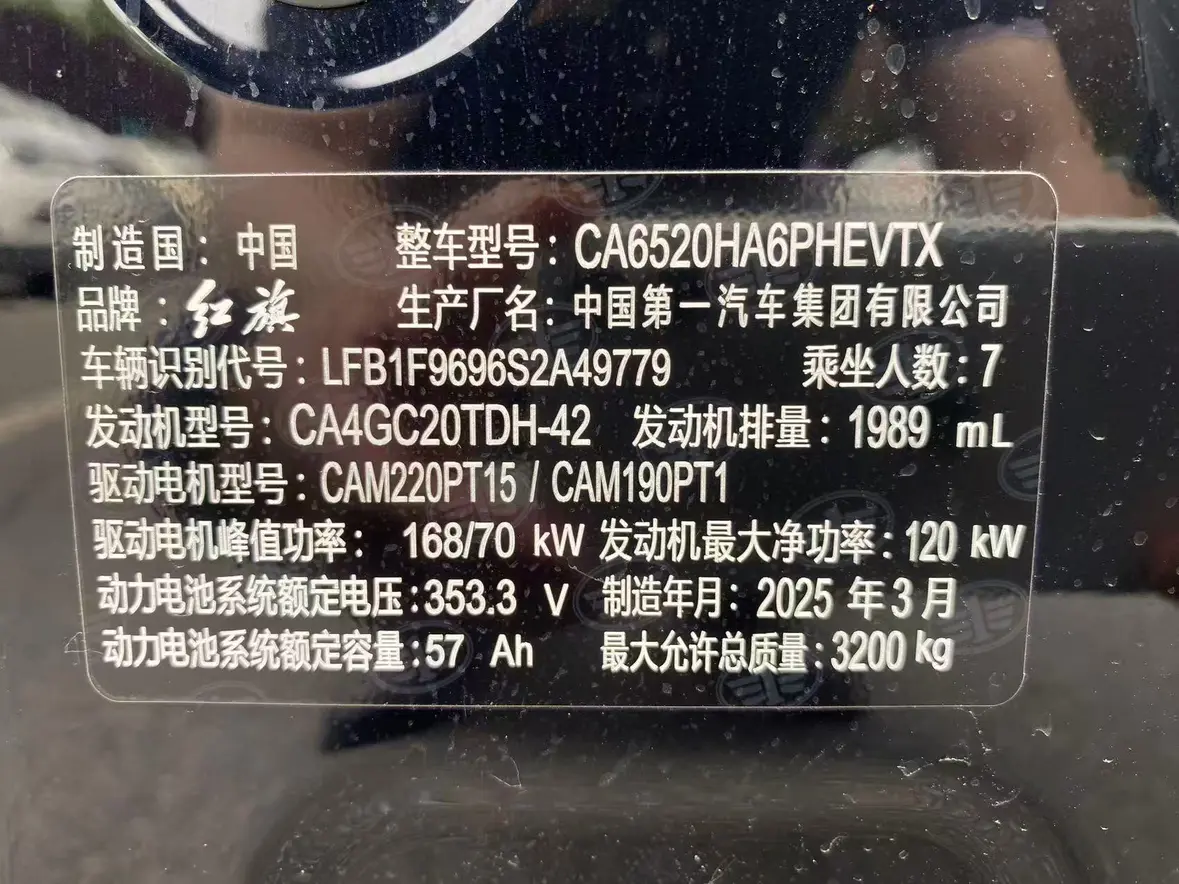 制造国：中国 整车型号：CA6520HA6PHEVTX
品牌：红旗 生产厂名：中国第一汽车集团有限公司
车辆识别代号：LFB1F9696S2A49779 乘坐人数：7
发动机型号：CA4GC20TDH-42 发动机排量：1989 mL
驱动电机型号：CAM220PT15 / CAM190PT1
驱动电机峰值功率：168/70 kW 发动机最大净功率：120 kW
动力电池系统额定电压：353.3 V 制造年月：2025 年 3 月
动力电池系统额定容量：57 Ah 最大允许总质量：3200 kg